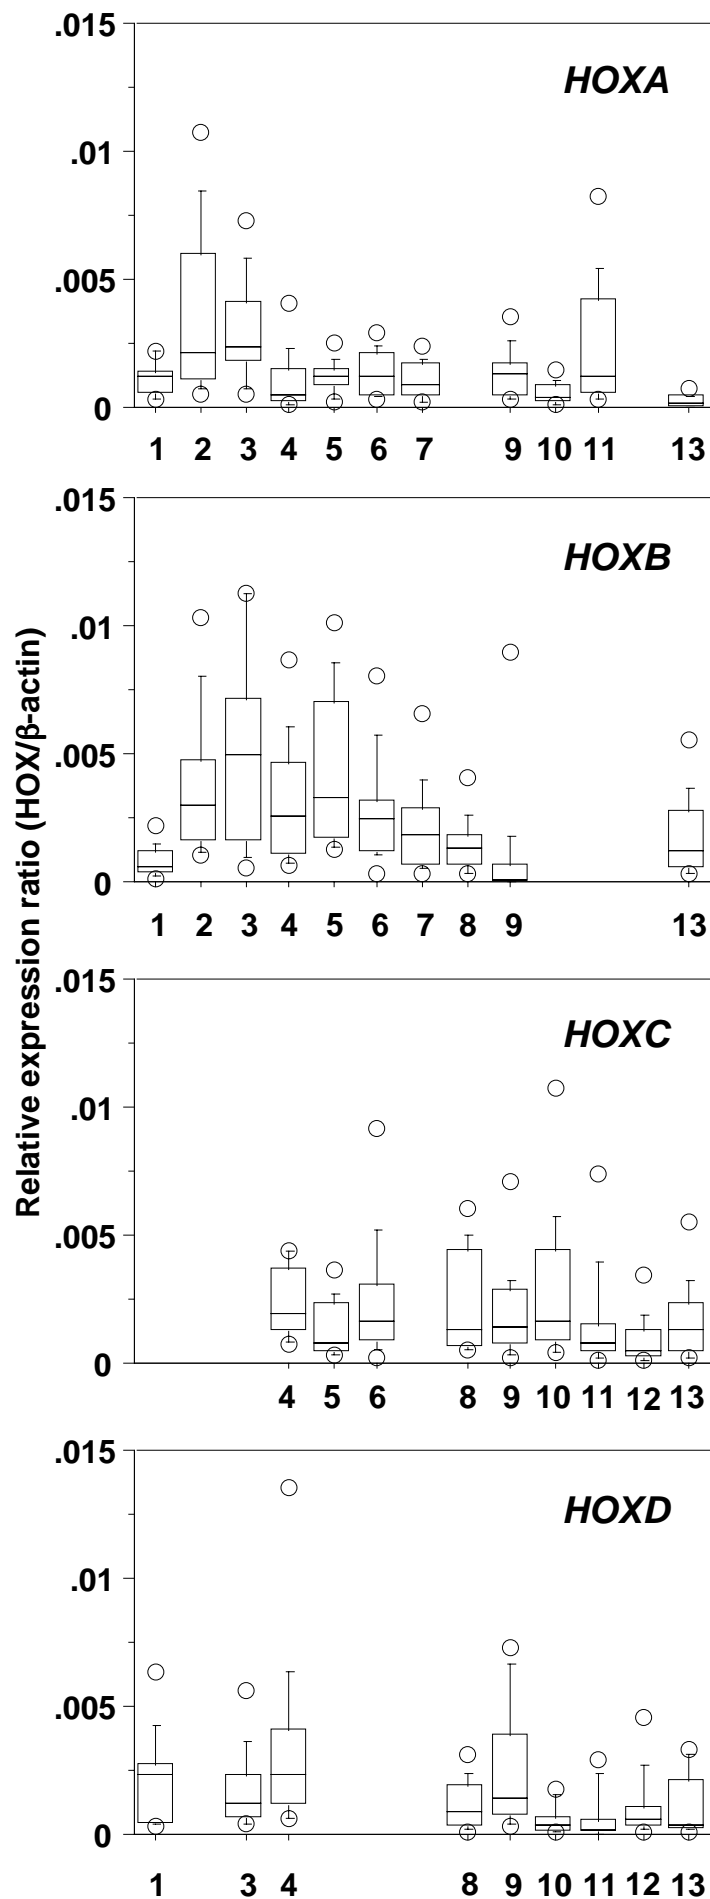 Relative expression ratio (HOX/β-actin)
.015
HOXA
.01
.005
0
1 2 3 4 5 6 7 9 10 11 13
.015
HOXB
.01
.005
0
1 2 3 4 5 6 7 8 9 13
.015
HOXC
.01
.005
0
4 5 6 8 9 10 11 12 13
.015
HOXD
.01
.005
0
1 3 4 8 9 10 11 12 13